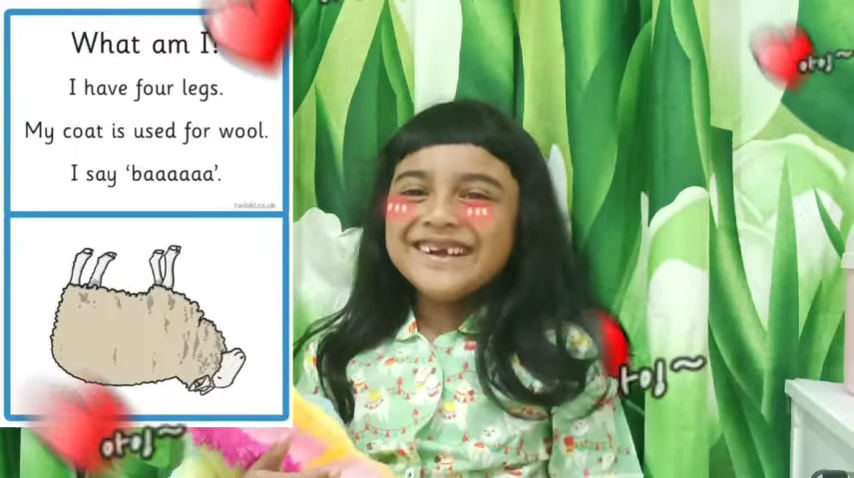 What am I?
I have four legs.
My coat is used for wool.
I say ‘baaaaaa’.
twinkl.co.uk
아잉~
아잉~
아잉~